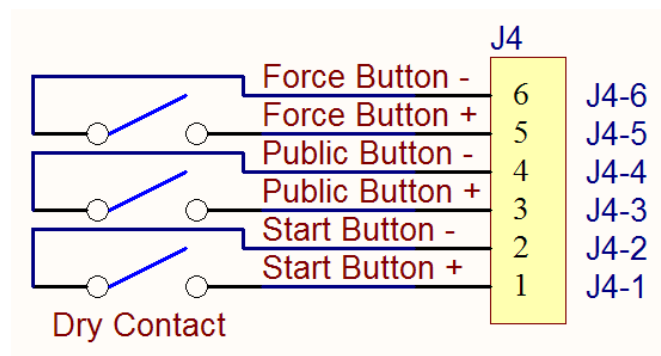 J4
Force Button - 6 J4-6
Force Button + 5 J4-5
Public Button - 4 J4-4
Public Button + 3 J4-3
Start Button - 2 J4-2
Start Button + 1 J4-1
Dry Contact